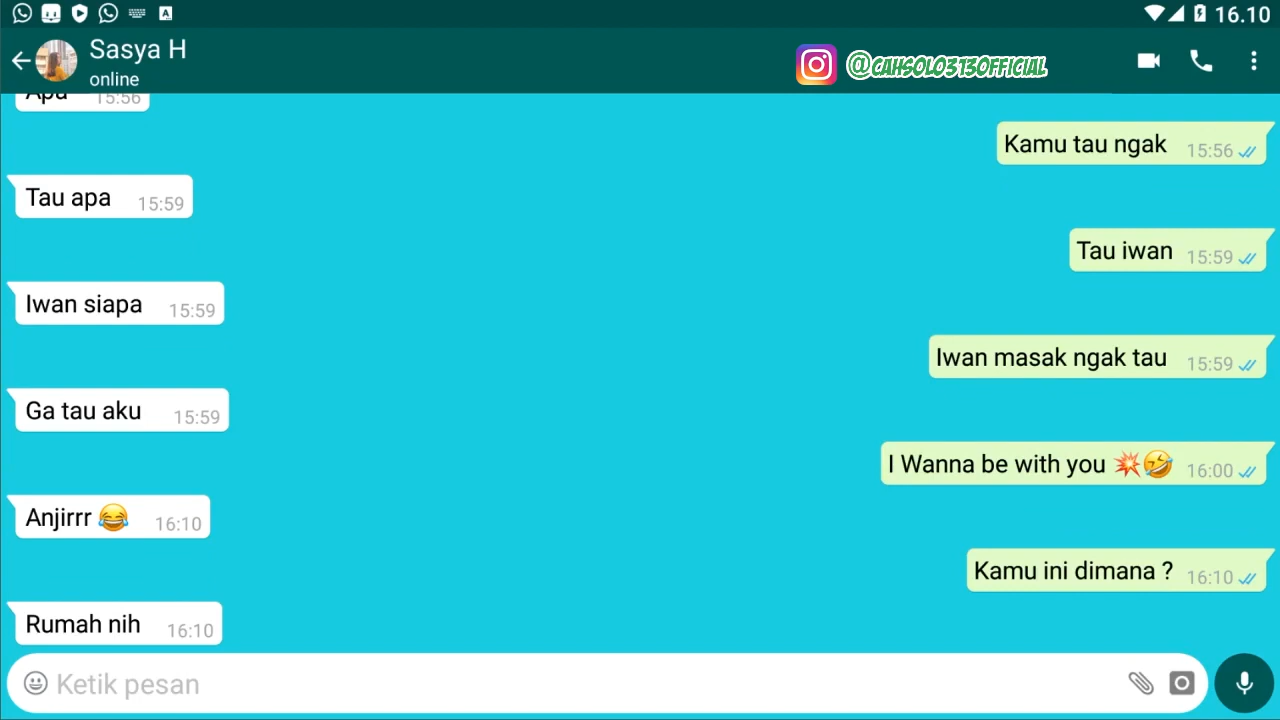 16.10
Sasya H
online
@CAHSOLO3130FFICIAL
Apa 15:56
Kamu tau ngak 15:56
Tau apa 15:59
Tau iwan 15:59
Iwan siapa 15:59
Iwan masak ngak tau 15:59
Ga tau aku 15:59
I Wanna be with you 💥🤣 16:00
Anjirrr 😂 16:10
Kamu ini dimana ? 16:10
Rumah nih 16:10
Ketik pesan